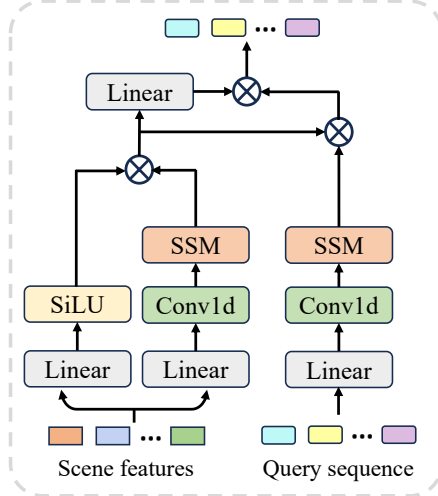 ...
Linear
SSM SSM
SiLU Conv1d Conv1d
Linear Linear Linear
... ...
Scene features Query sequence